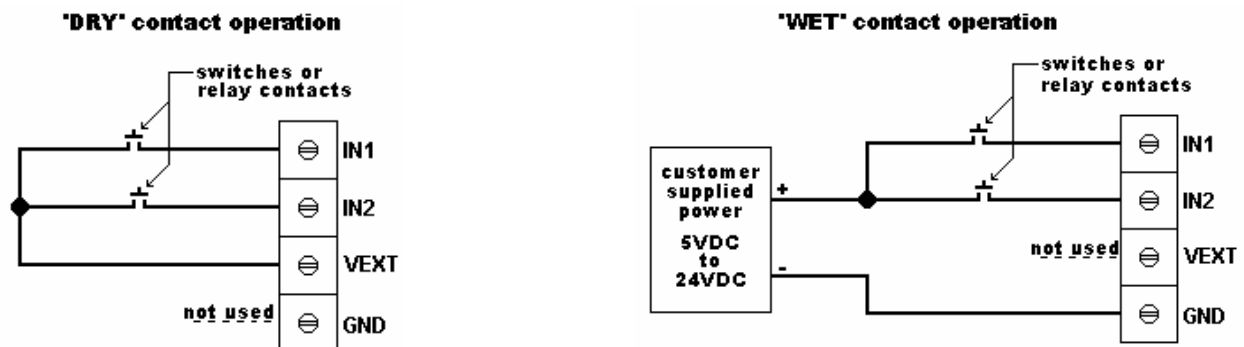 "DRY" contact operation
switches or
relay contacts
IN1
IN2
VEXT
not used
GND
"WET" contact operation
switches or
relay contacts
customer
supplied
power
5VDC
to
24VDC
+
-
IN1
IN2
not used
VEXT
GND